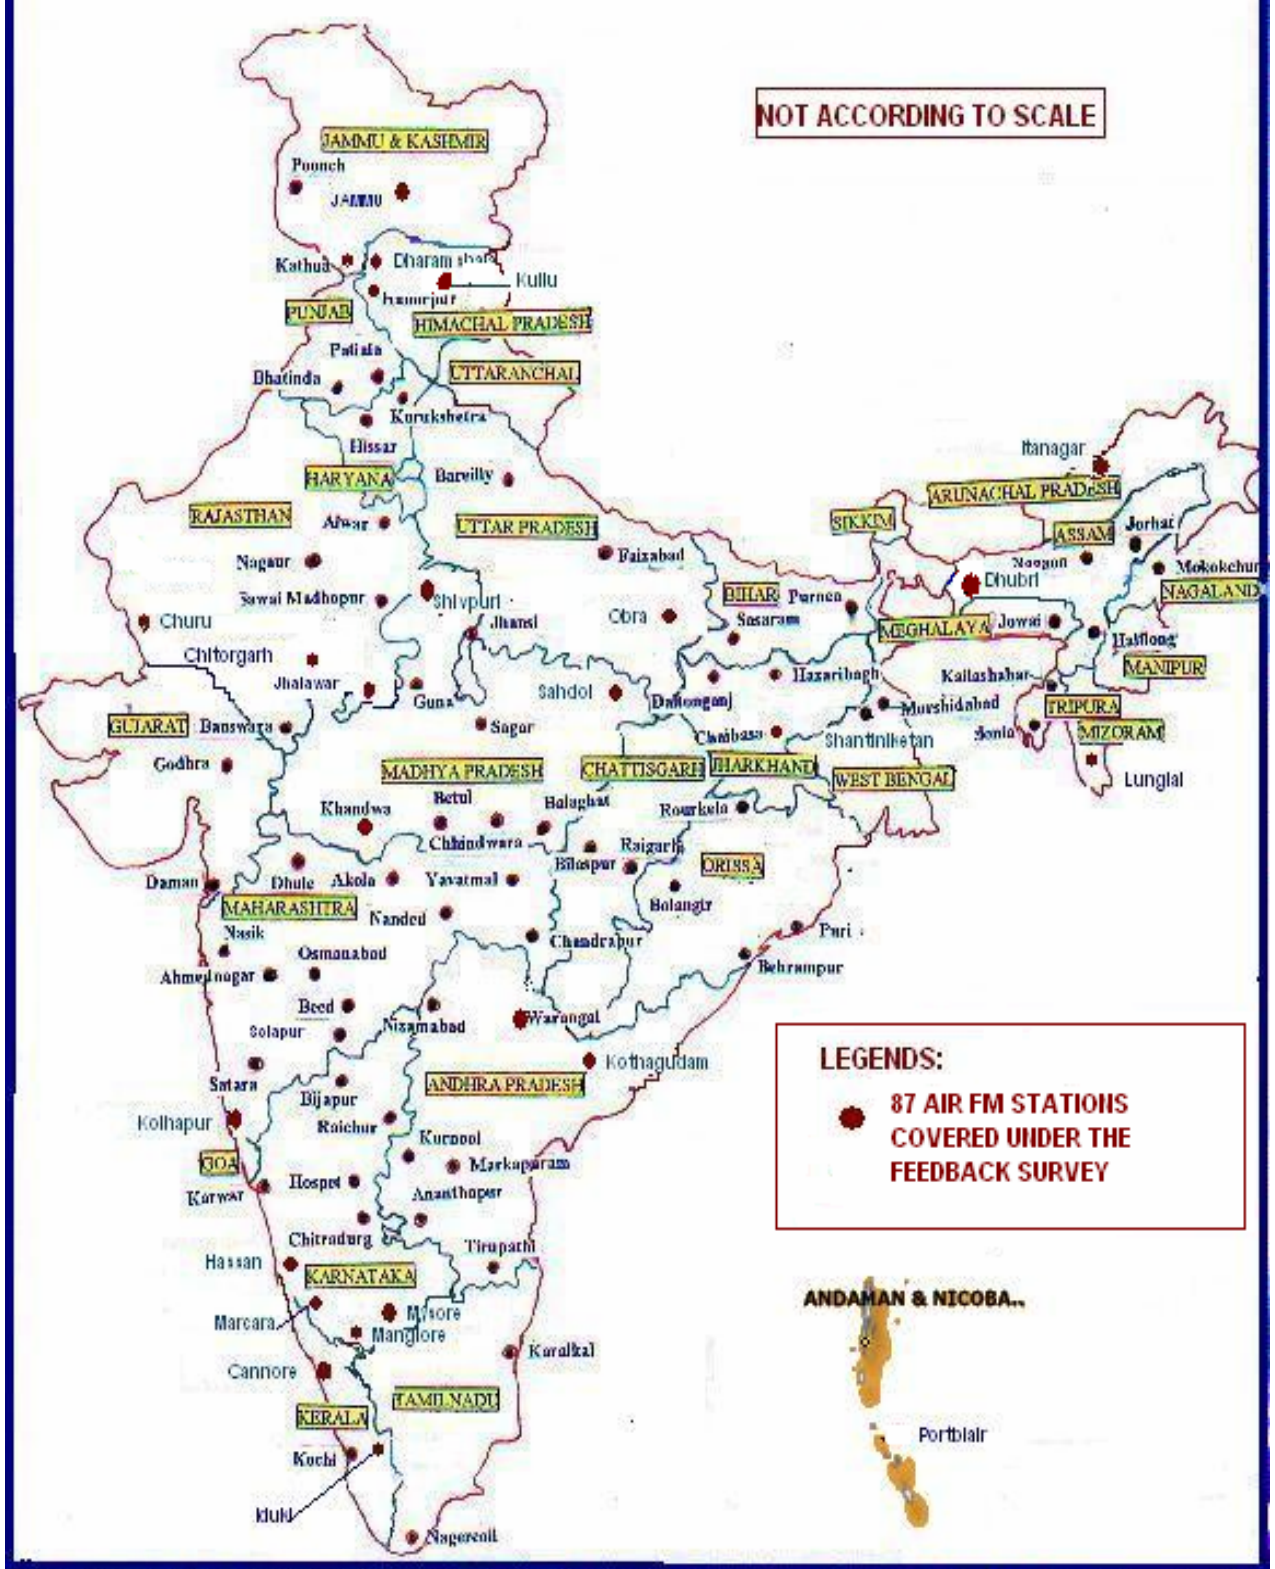 NOT ACCORDING TO SCALE
JAMMU & KASHMIR
Poonch
JAMMU
Kathua
Dharamshala
Kullu
PUNJAB
HIMACHAL PRADESH
Patiala
UTTARANCHAL
Bhatinda
Kurukshetra
Hissar
HARYANA
Bareilly
Itanagar
ARUNACHAL PRADESH
RAJASTHAN
Alwar
UTTAR PRADESH
SIKKIM
ASSAM
Jorhat
Nagaur
Faizabad
Nowgon
Mokokchun
Dhubri
NAGALAND
Sawai Madhopur
Shivpuri
BIHAR
Purnea
Churu
Jhansi
Obra
Sasaram
MEGHALAYA
Jowai
Haflong
Chitorgarh
MANIPUR
Jhalawar
Guna
Sahdol
Daltonganj
Hazaribagh
Kailashahar
Murshidabad
TRIPURA
GUJARAT
Banswara
Sagar
Chaibasa
Shantiniketan
MIZORAM
Godhra
MADHYA PRADESH
CHATTISGARH
JHARKHAND
WEST BENGAL
Lunglal
Khandwa
Betul
Balaghat
Rourkela
Chhindwara
Bilaspur
Raigarh
ORISSA
Daman
Dhule
Akola
Yavatmal
Bolangir
MAHARASHTRA
Nanded
Nasik
Chandrapur
Puri
Osmanabad
Ahmednagar
Behrampur
Beed
Solapur
Nizamabad
Warangal
LEGENDS:
Kothagudam
Satara
ANDHRA PRADESH
Bijapur
87 AIR FM STATIONS
COVERED UNDER THE
FEEDBACK SURVEY
Kolhapur
Raichur
Kurnool
GOA
Markapuram
Karwar
Hospet
Ananthapur
Chitradurg
Tirupathi
Hassan
KARNATAKA
ANDAMAN & NICOBA..
Marcara
Mysore
Manglore
Karaikal
Cannore
TAMILNADU
KERALA
Portblair
Kochi
Iduki
Nagercoil